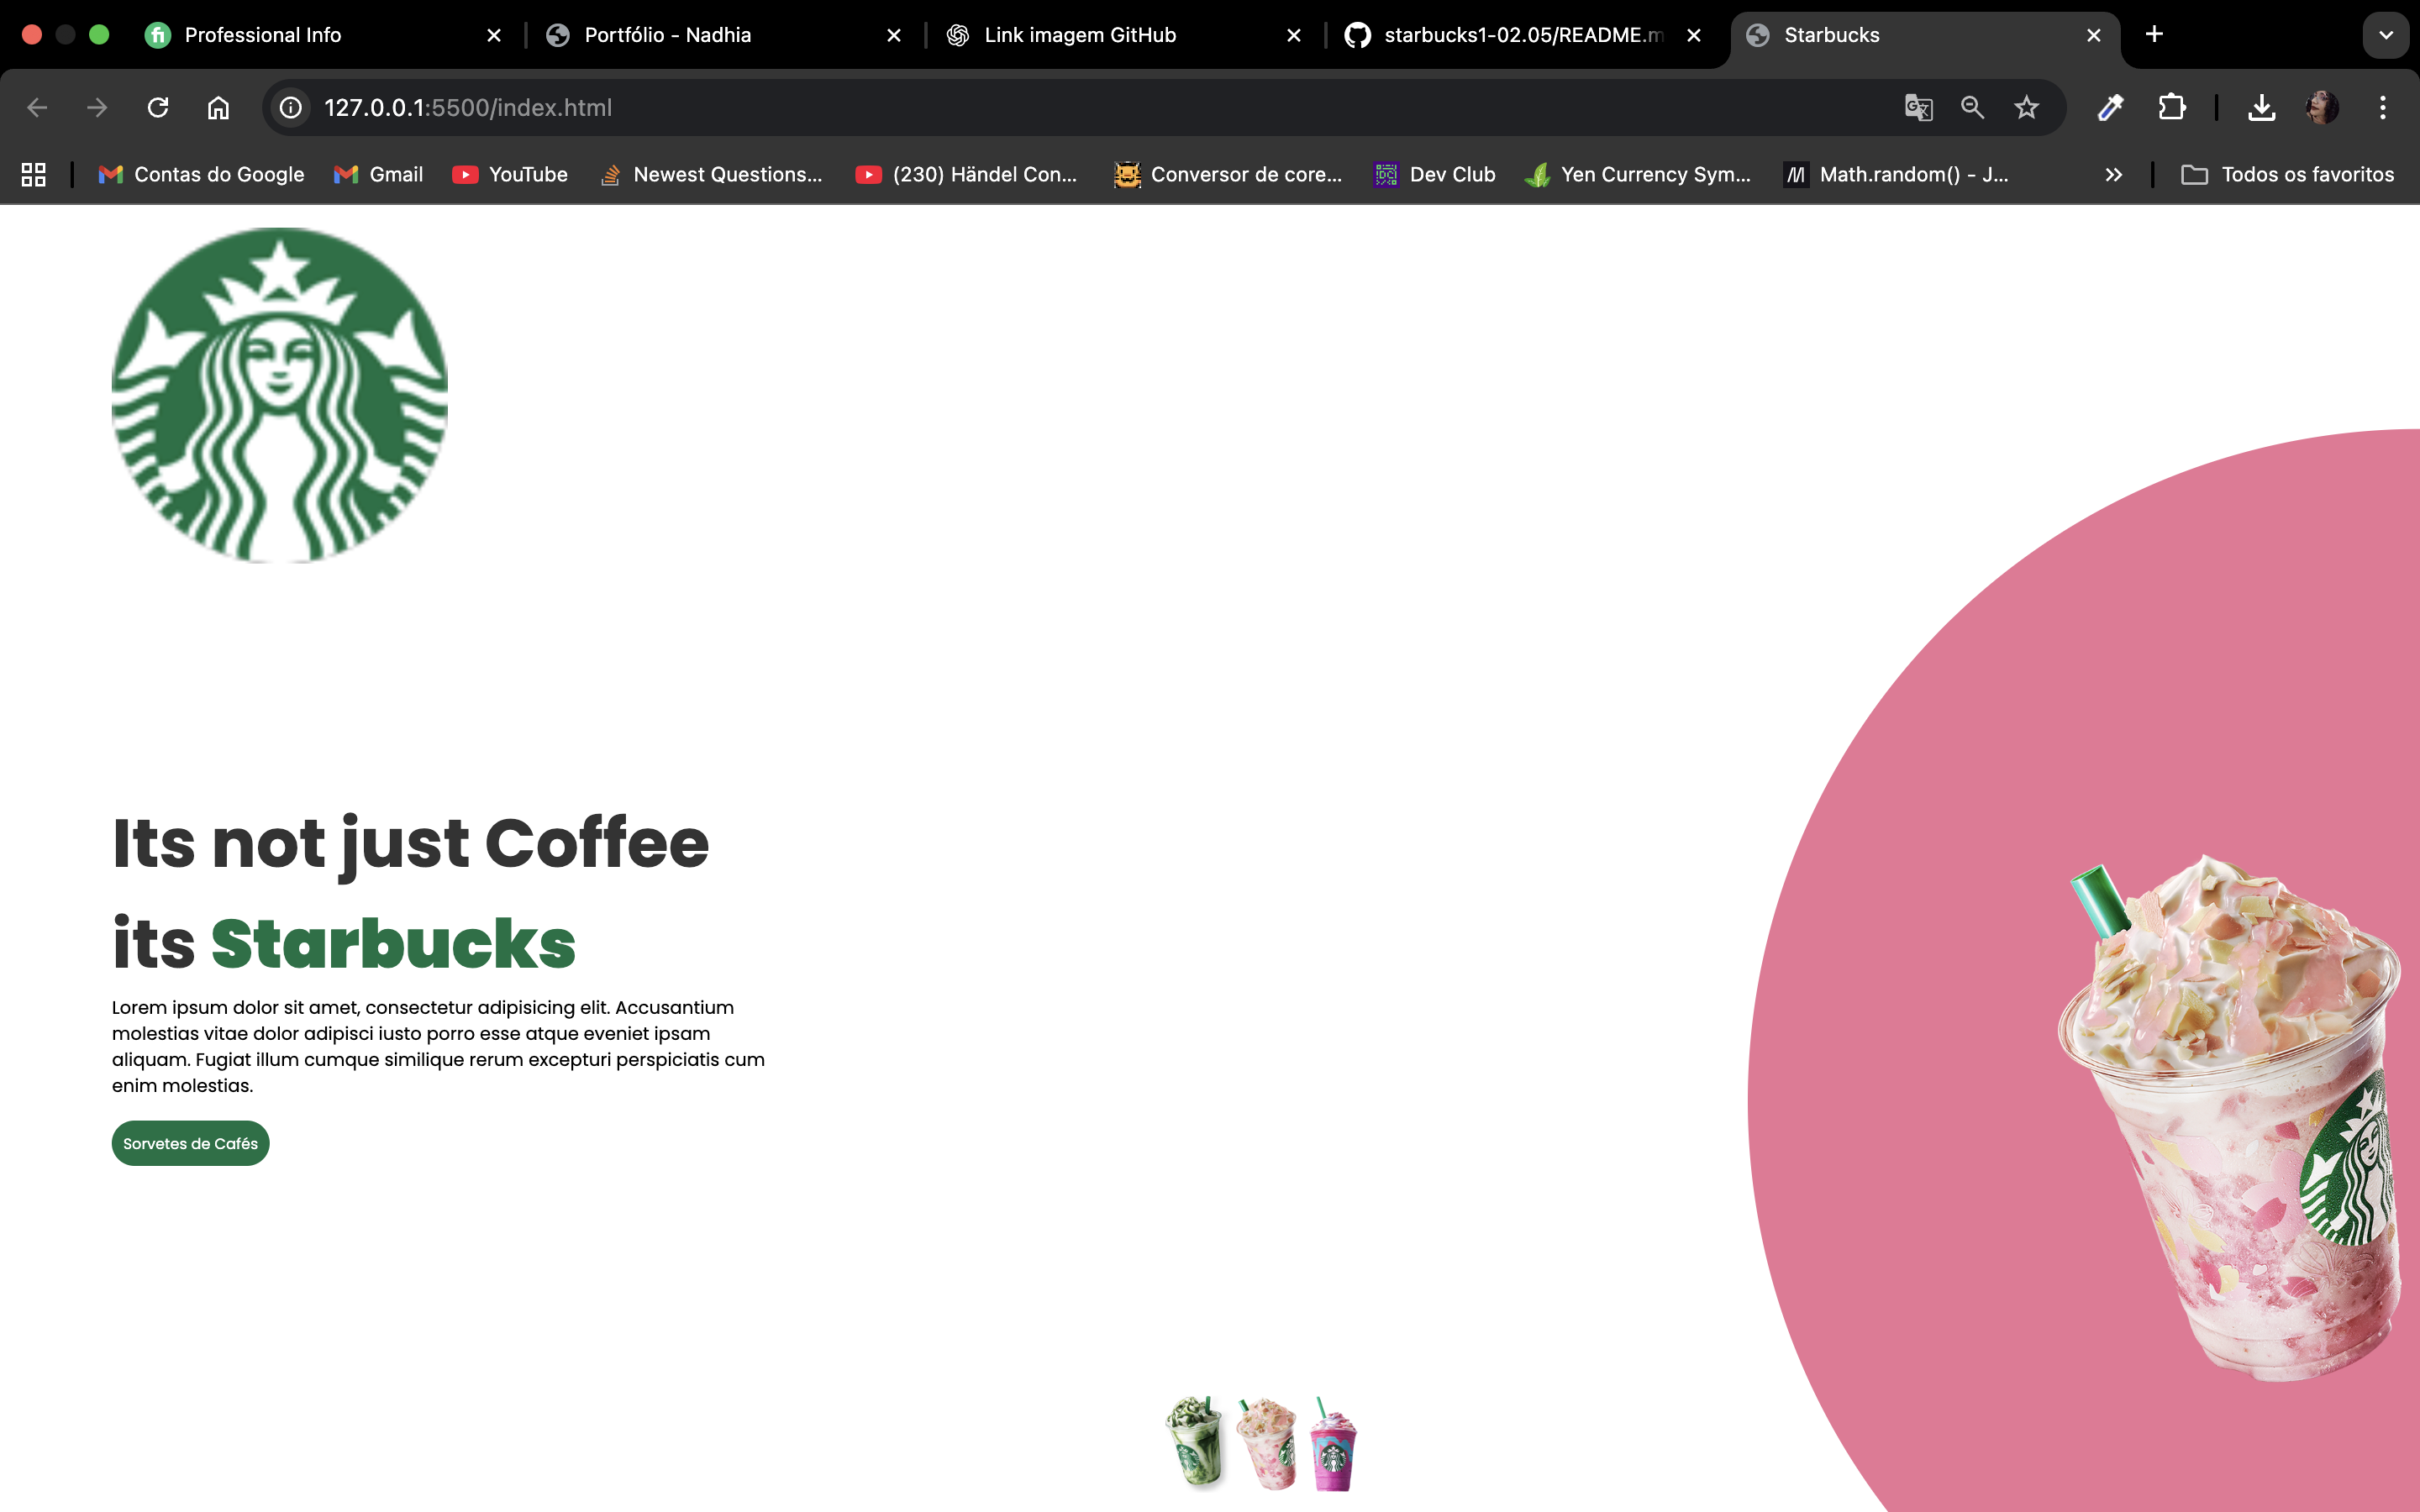 Professional Info
Portfólio - Nadhia
Link imagem GitHub
starbucks1-02.05/README.m
Starbucks
127.0.0.1:5500/index.html
Contas do Google
Gmail
YouTube
Newest Questions...
(230) Händel Con...
Conversor de core...
Dev Club
Yen Currency Sym...
Math.random() - J...
Todos os favoritos
Its not just Coffee
its Starbucks
Lorem ipsum dolor sit amet, consectetur adipisicing elit. Accusantium
molestias vitae dolor adipisci iusto porro esse atque eveniet ipsam
aliquam. Fugiat illum cumque similique rerum excepturi perspiciatis cum
enim molestias.
Sorvetes de Cafés